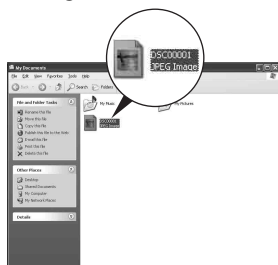 My Documents
File Edit View Favorites Tools Help
Back Search Folders
File and Folder Tasks
Rename this file
Move this file
Copy this file
Publish this file to the Web
E-mail this file
Print this file
Delete this file
Other Places
Desktop
Shared Documents
My Computer
My Network Places
Details
My Music
My Pictures
DSC00001
JPEG Image
DSC00001
JPEG Image